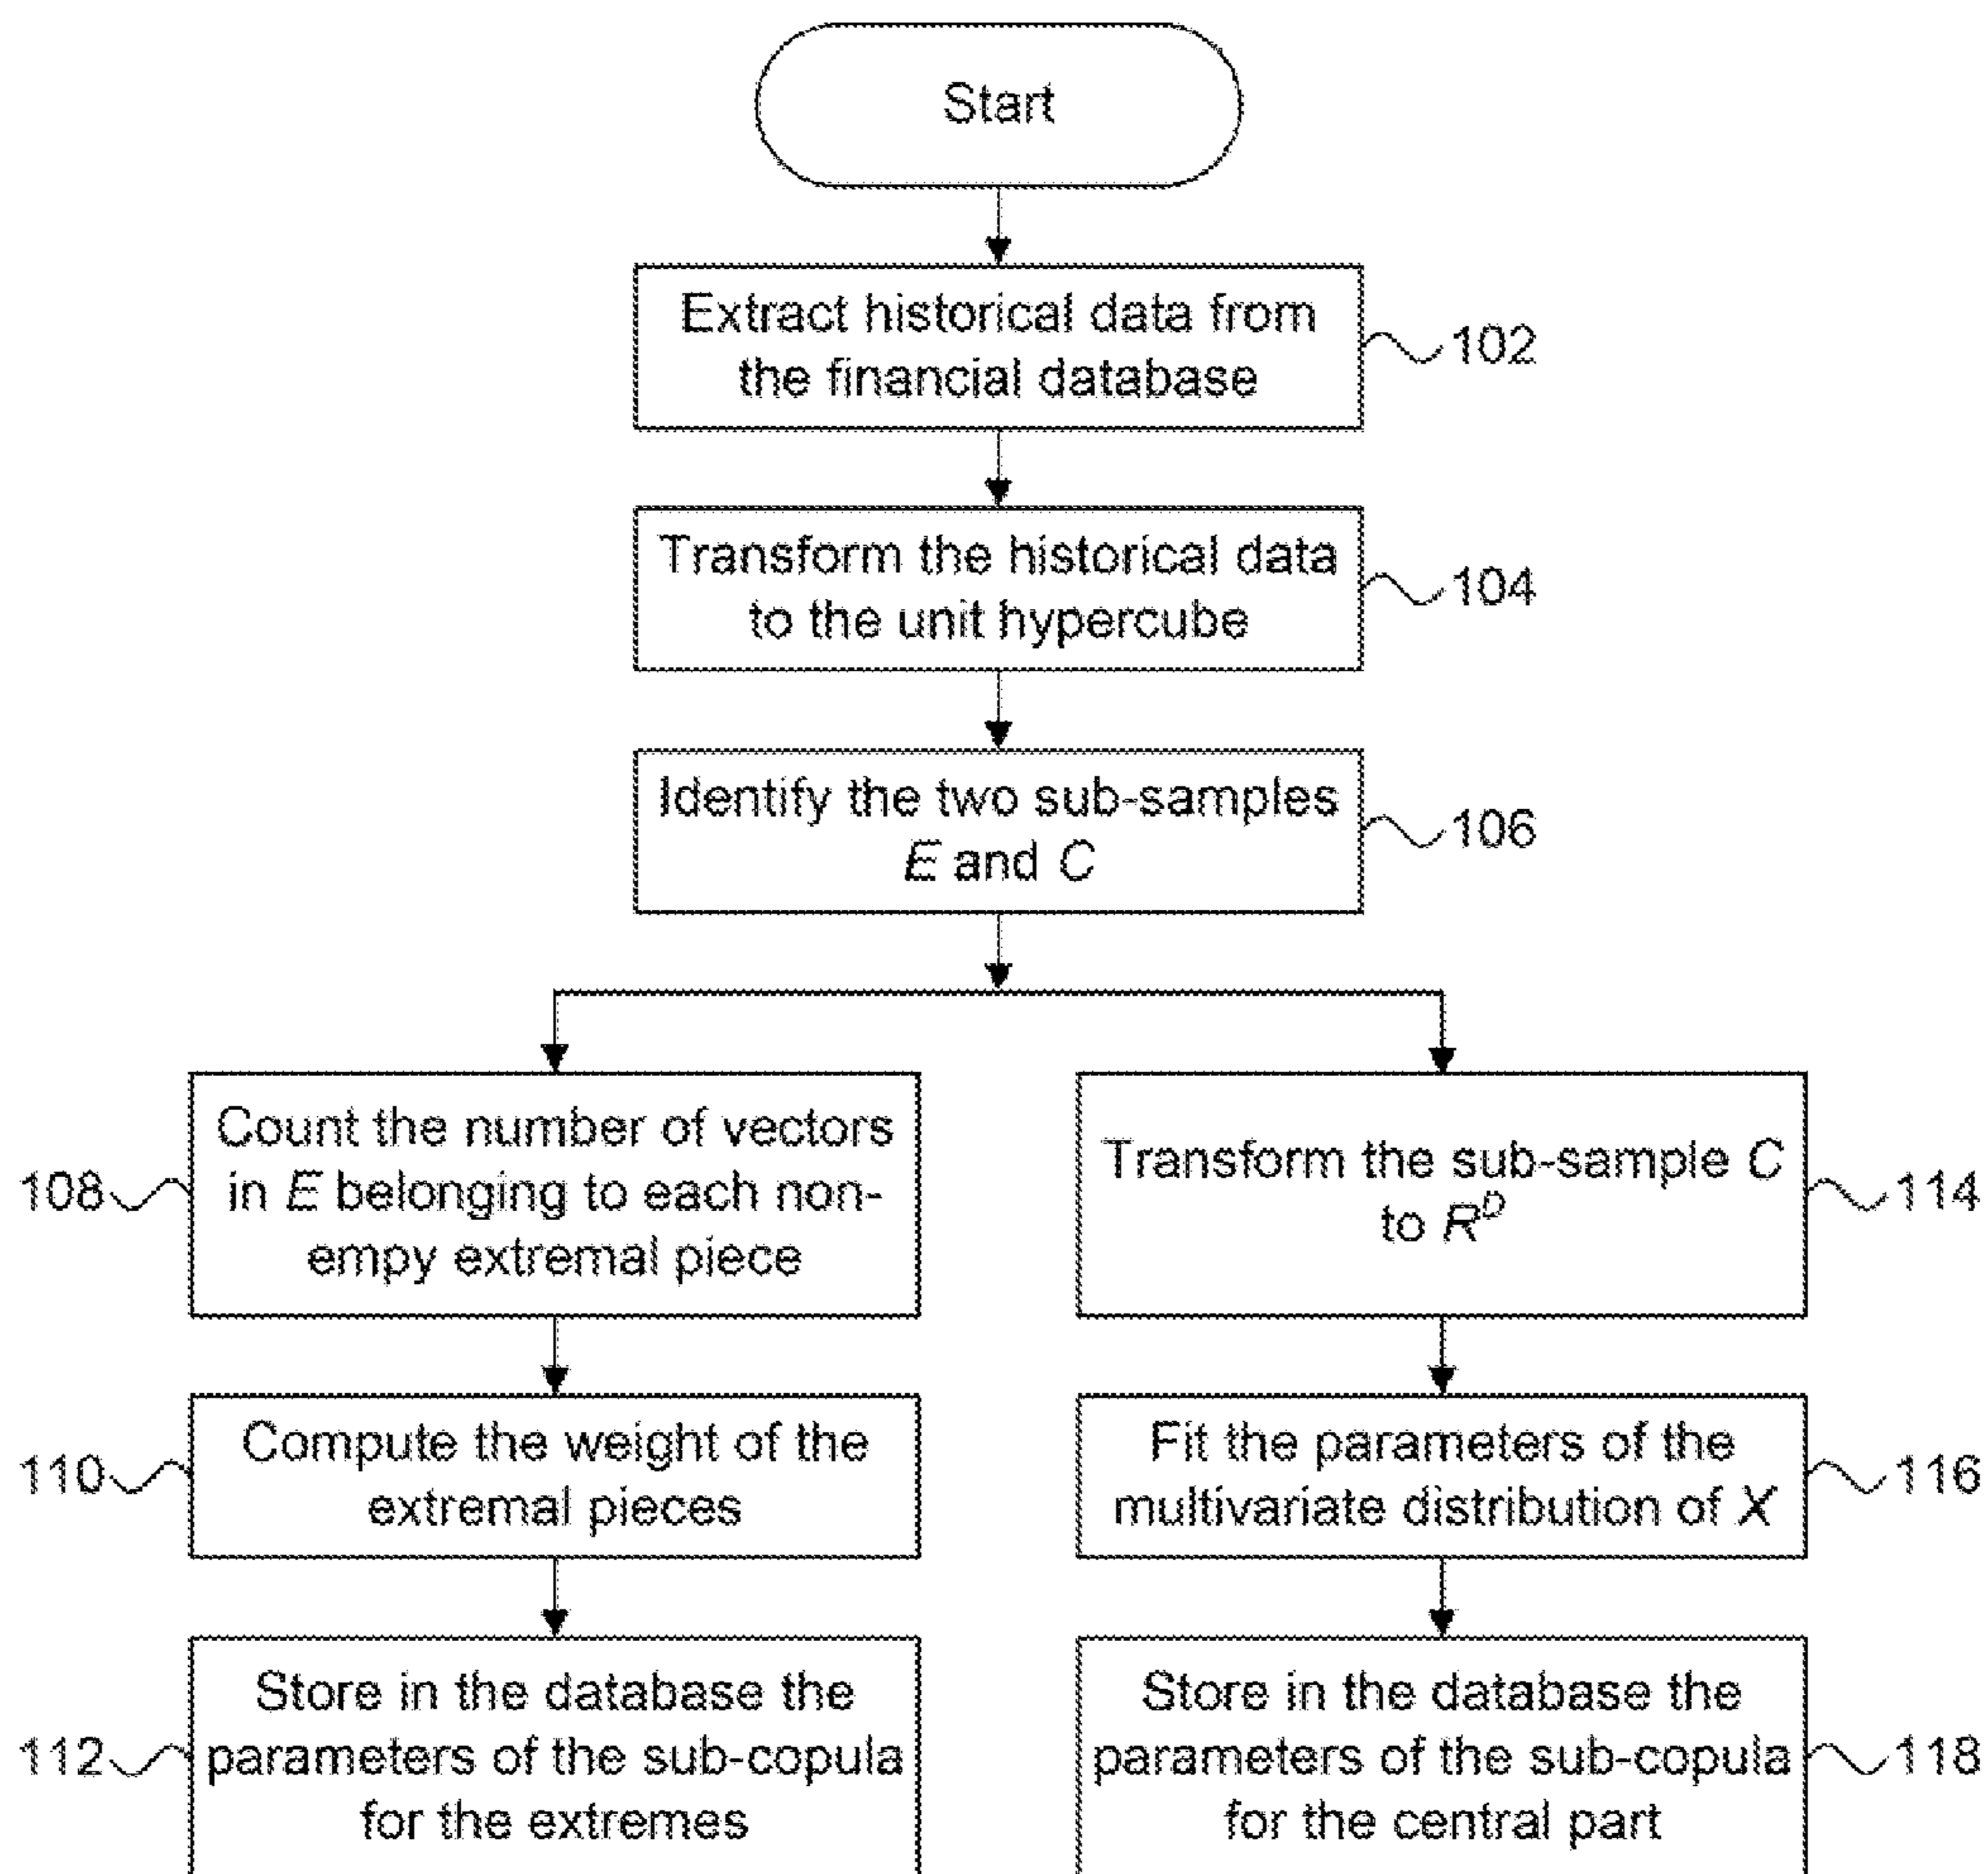 Start
Extract historical data from
the financial database
102
Transform the historical data
to the unit hypercube
104
Identify the two sub-samples
E and C
106
Count the number of vectors
in E belonging to each non-
empy extremal piece
108
Compute the weight of the
extremal pieces
110
Store in the database the
parameters of the sub-copula
for the extremes
112
Transform the sub-sample C
to R^D
114
Fit the parameters of the
multivariate distribution of X
116
Store in the database the
parameters of the sub-copula
for the central part
118